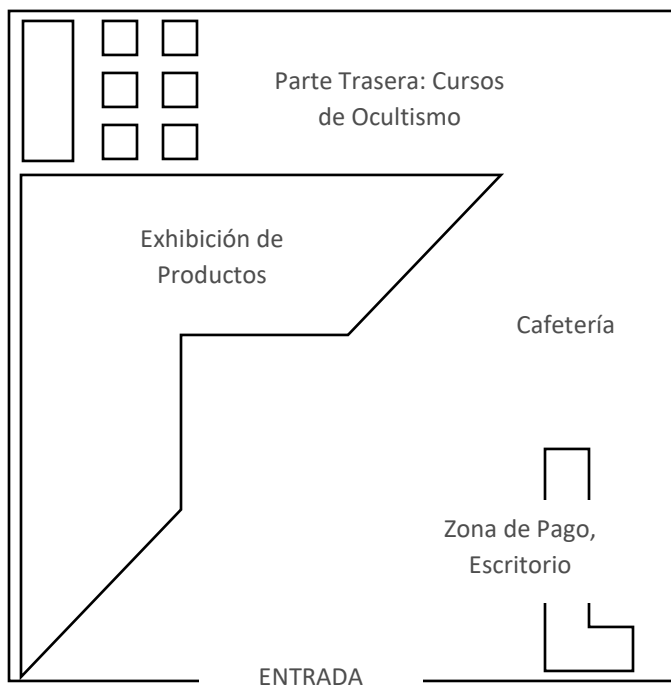 Parte Trasera: Cursos
de Ocultismo
Exhibición de
Productos
Cafetería
Zona de Pago,
Escritorio
ENTRADA